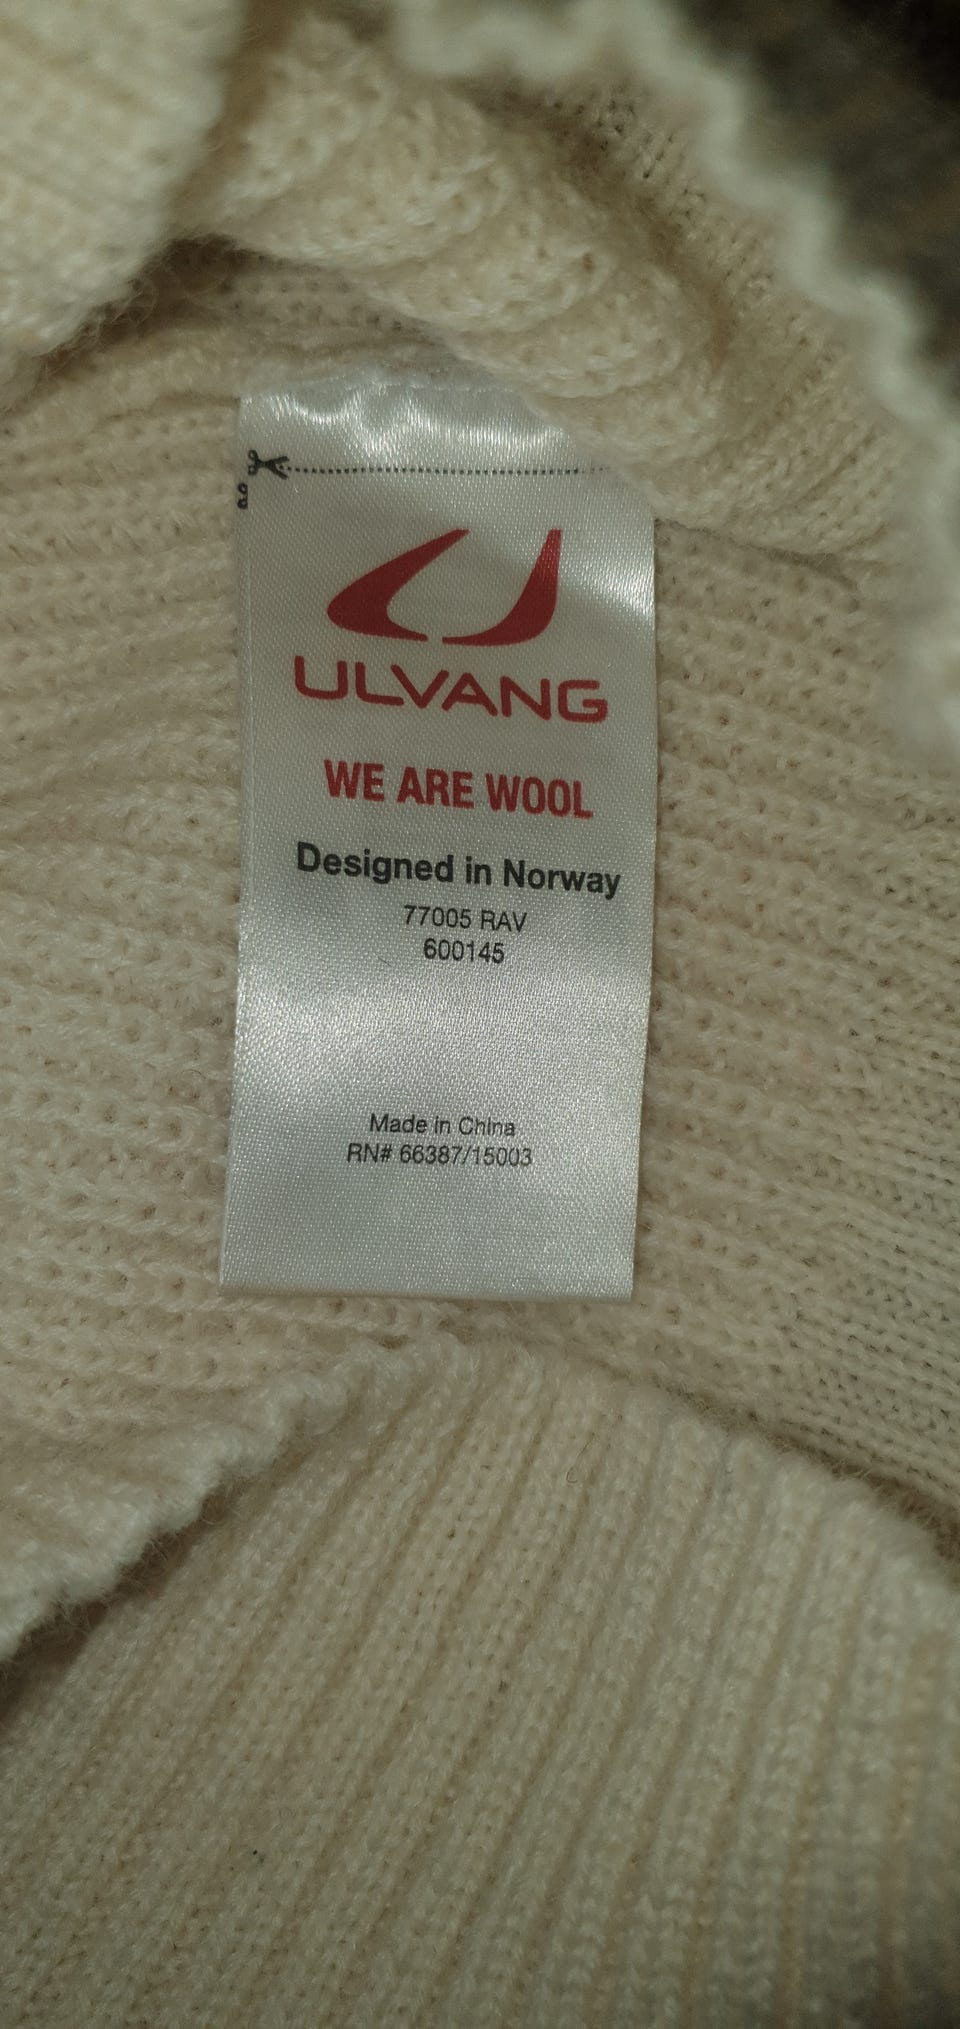 ULVANG
WE ARE WOOL
Designed in Norway
77005 RAV
600145
Made in China
RN# 66387/15003